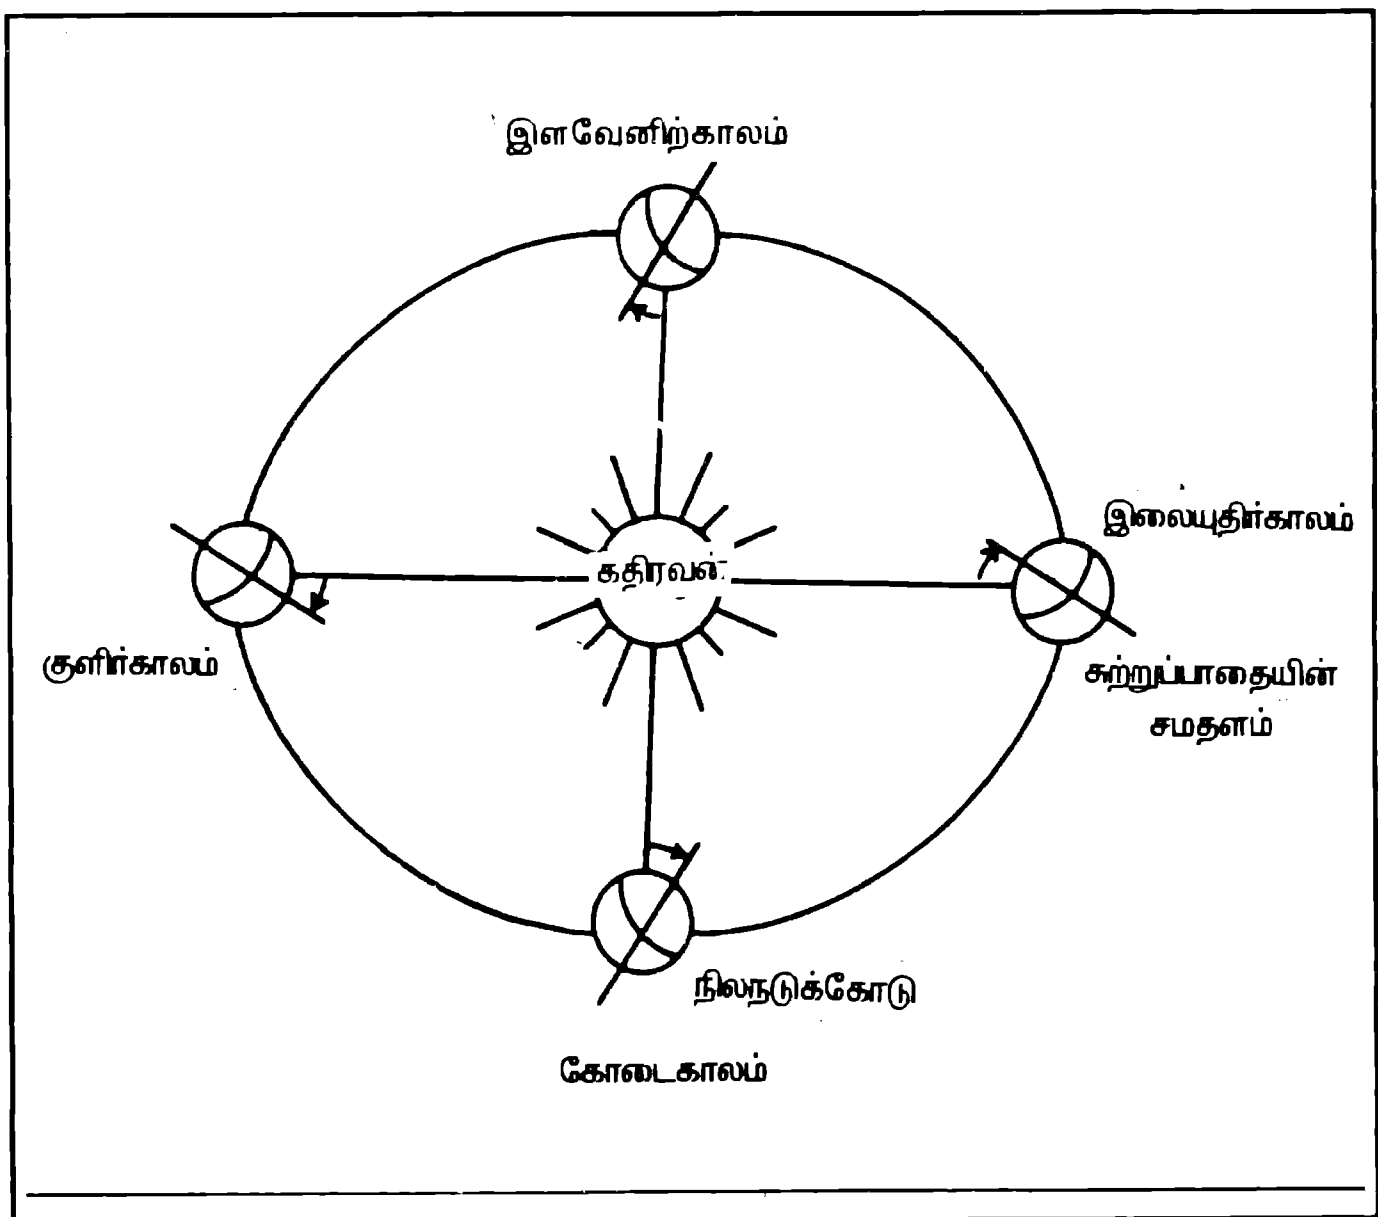 இளவேனிற்காலம்
இலையுதிர்காலம்
கதிரவன்
குளிர்காலம்
சுற்றுப்பாதையின்
சமதளம்
நிலநடுக்கோடு
கோடைகாலம்